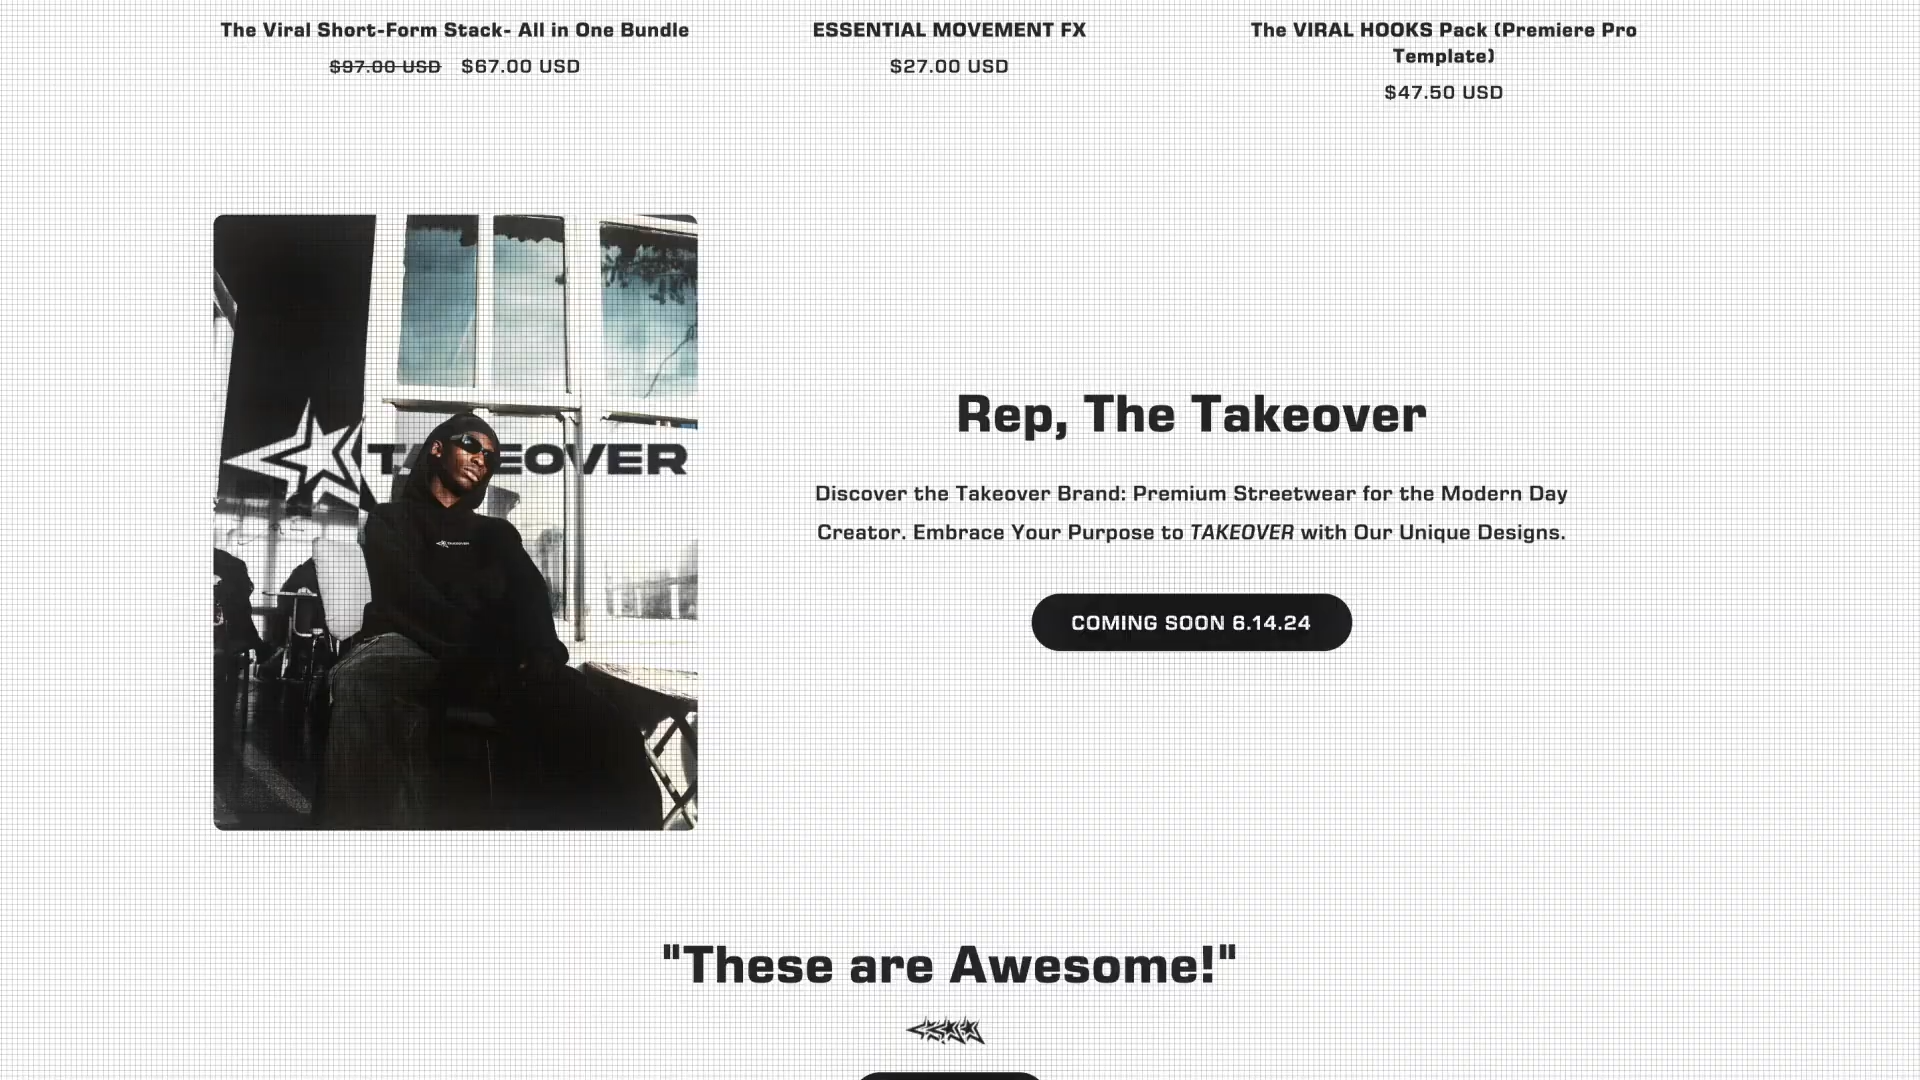 The Viral Short-Form Stack- All in One Bundle
$97.00 USD $67.00 USD
ESSENTIAL MOVEMENT FX
$27.00 USD
The VIRAL HOOKS Pack (Premiere Pro
Template)
$47.50 USD
TAKEOVER
TAKEOVER
Rep, The Takeover
Discover the Takeover Brand: Premium Streetwear for the Modern Day
Creator. Embrace Your Purpose to TAKEOVER with Our Unique Designs.
COMING SOON 6.14.24
"These are Awesome!"